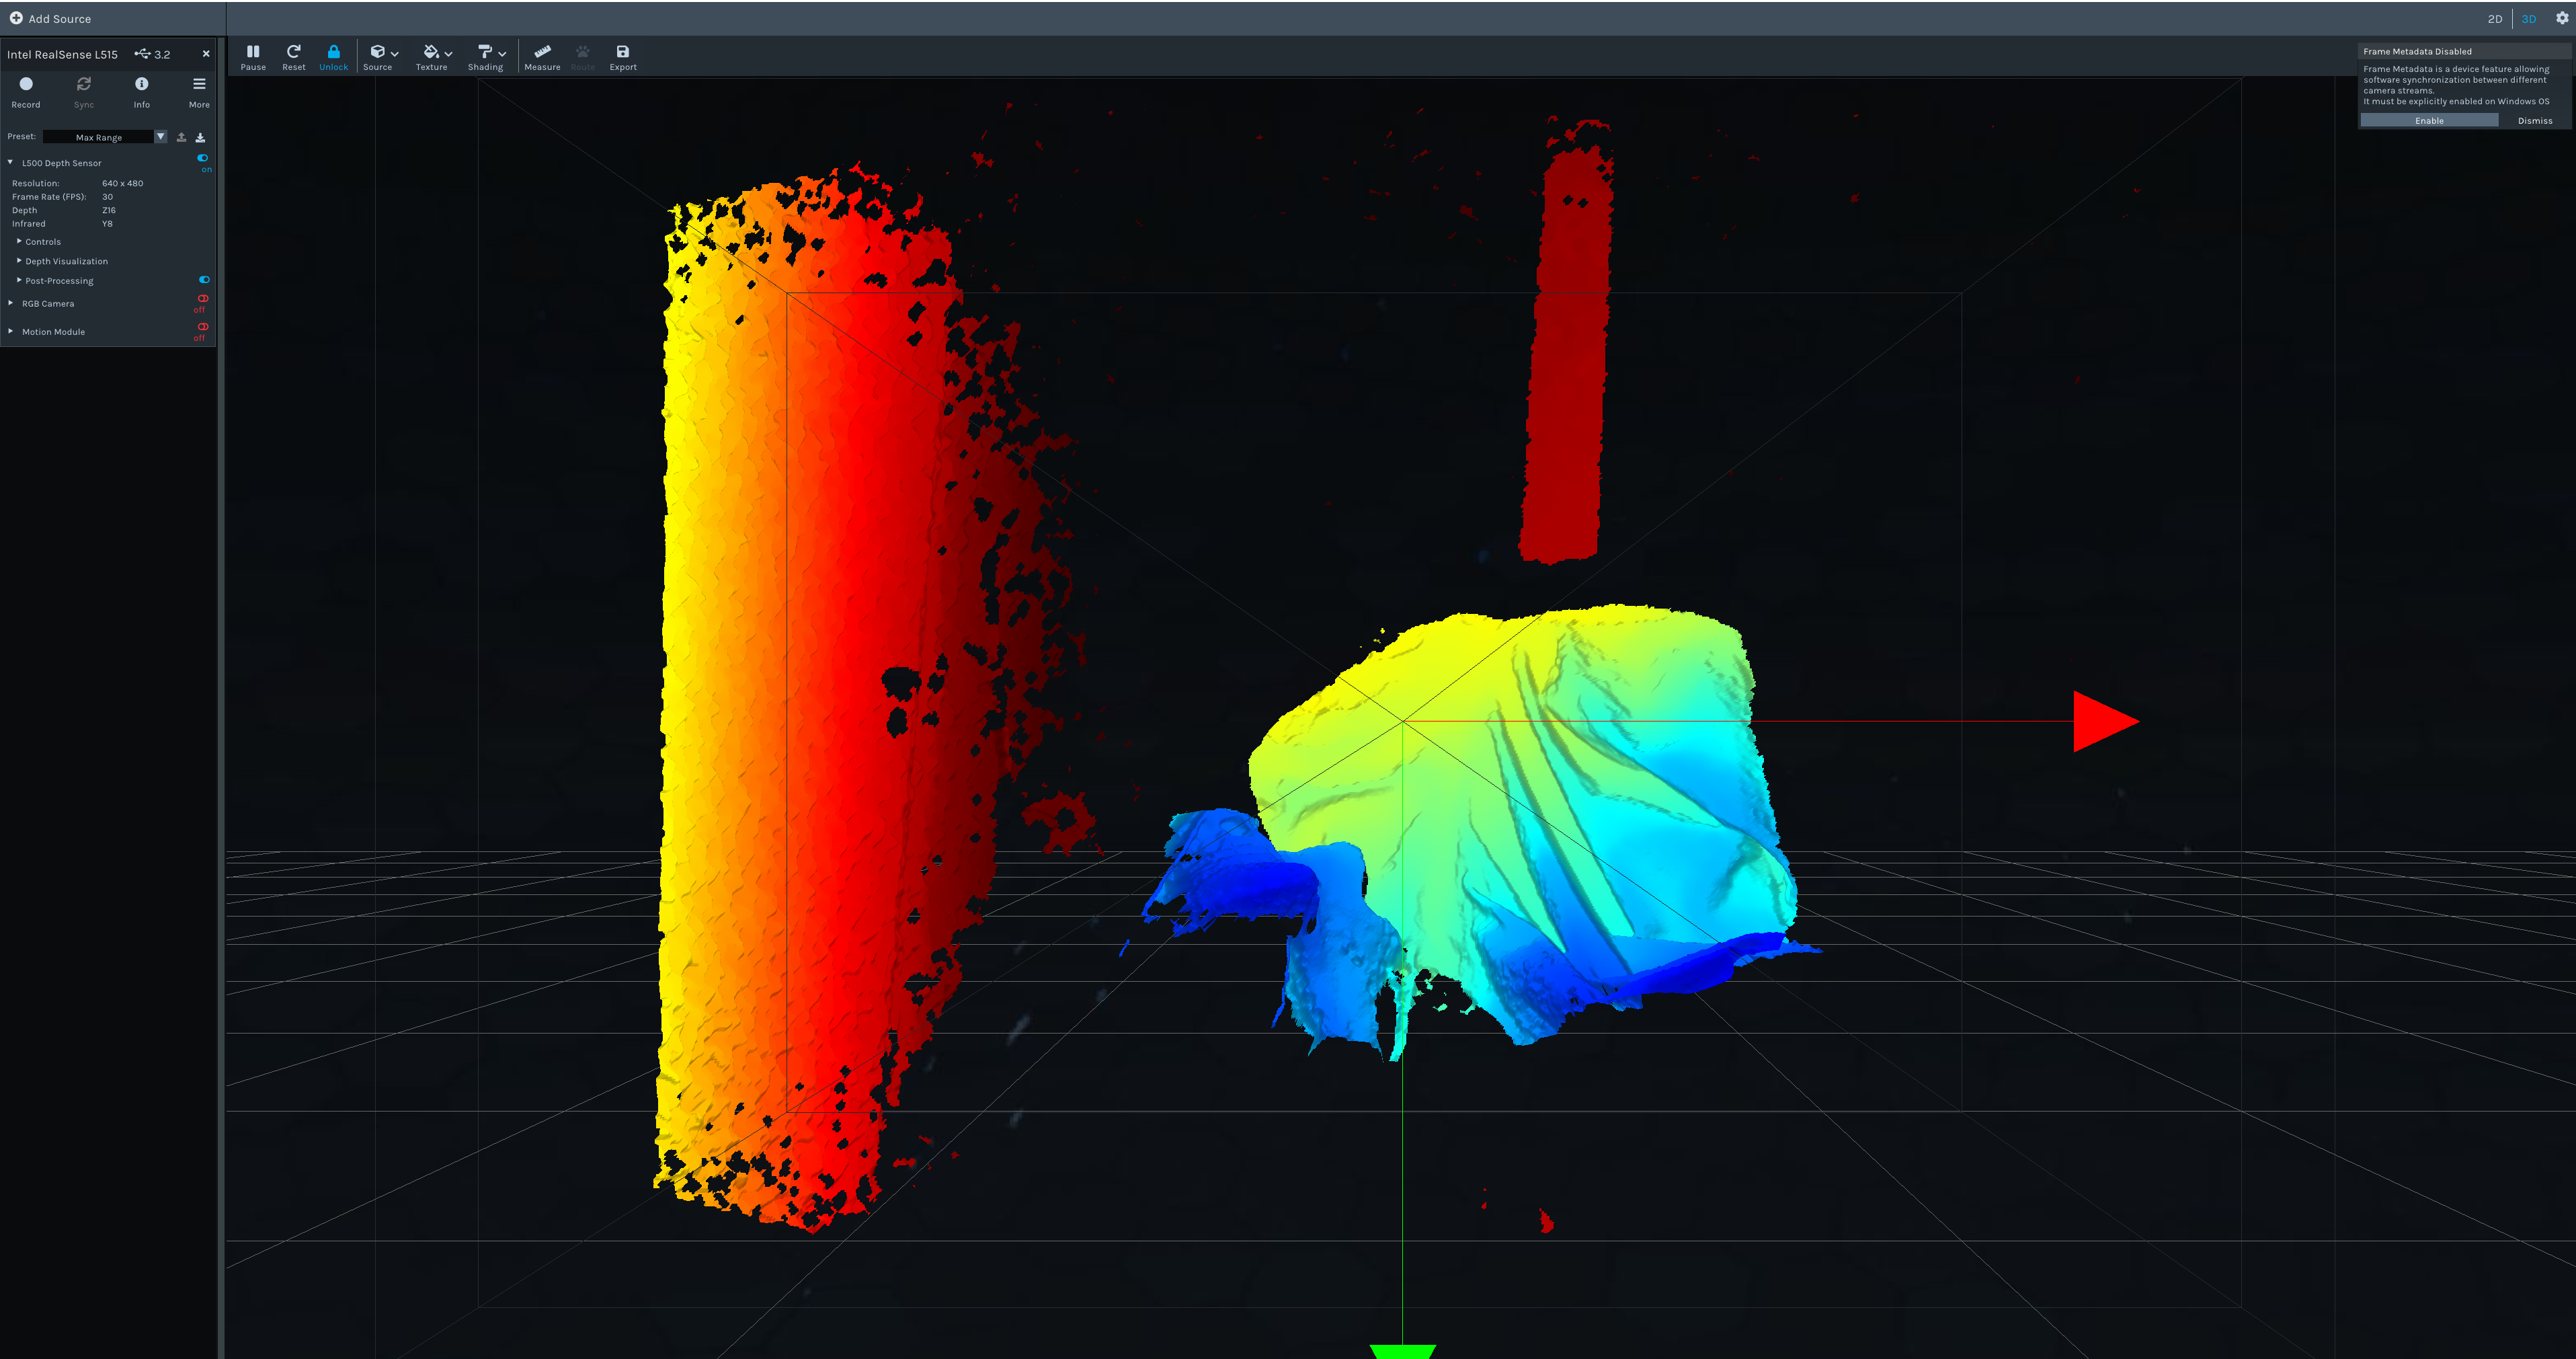 Add Source
2D 3D
Intel RealSense L515 3.2
Pause Reset Unlock Source Texture Shading Measure Route Export
Record Sync Info More
Preset: Max Range
L500 Depth Sensor
on
Resolution: 640 x 480
Frame Rate (FPS): 30
Depth Z16
Infrared Y8
Controls
Depth Visualization
Post-Processing
RGB Camera
off
Motion Module
off
Frame Metadata Disabled
Frame Metadata is a device feature allowing
software synchronization between different
camera streams.
It must be explicitly enabled on Windows OS
Enable Dismiss